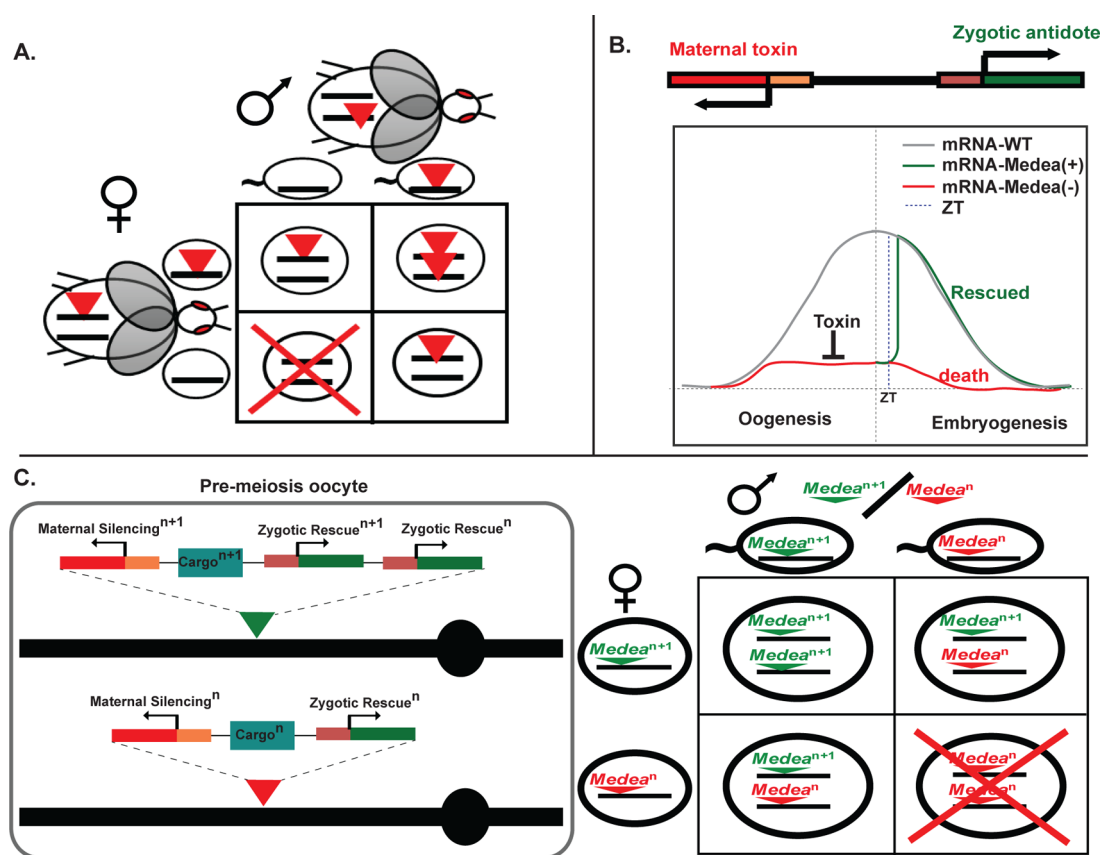 A.
B.
Maternal toxin
Zygotic antidote
mRNA-WT
mRNA-Medea(+)
mRNA-Medea(-)
ZT
Rescued
Toxin
death
ZT
Oogenesis
Embryogenesis
C.
Pre-meiosis oocyte
Maternal Silencing^n+1
Cargo^n+1
Zygotic Rescue^n+1
Zygotic Rescue^n
Maternal Silencing^n
Cargo^n
Zygotic Rescue^n
Medea^n+1
Medea^n
Medea^n+1
Medea^n
Medea^n+1
Medea^n+1
Medea^n+1
Medea^n+1
Medea^n
Medea^n
Medea^n+1
Medea^n
Medea^n
Medea^n